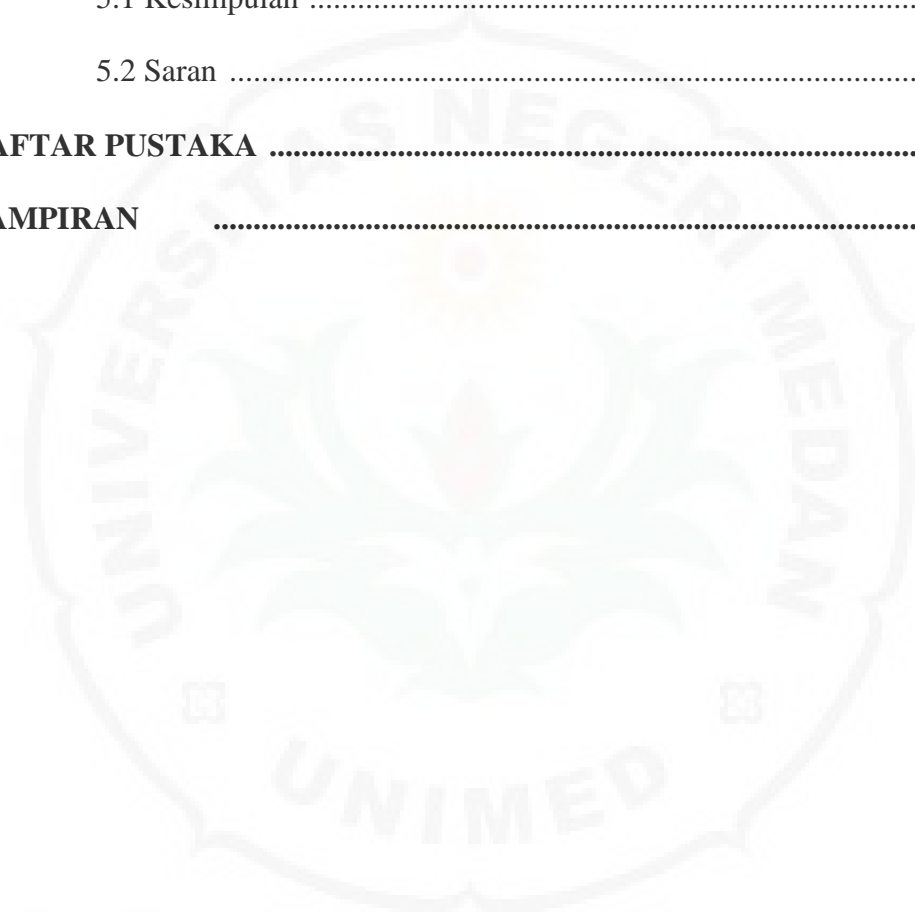 5.1 Kesimpulan ..............................................................................
5.2 Saran ........................................................................................
AFTAR PUSTAKA ..................................................................................
AMPIRAN .........................................................................................
UNIVERSITAS NEGERI MEDAN
UNIMED